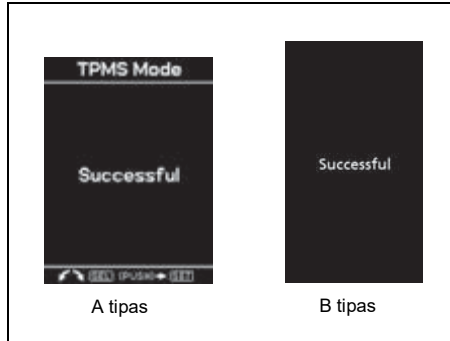 TPMS Mode
Successful
SEL (PUSH) SET
A tipas
Successful
B tipas